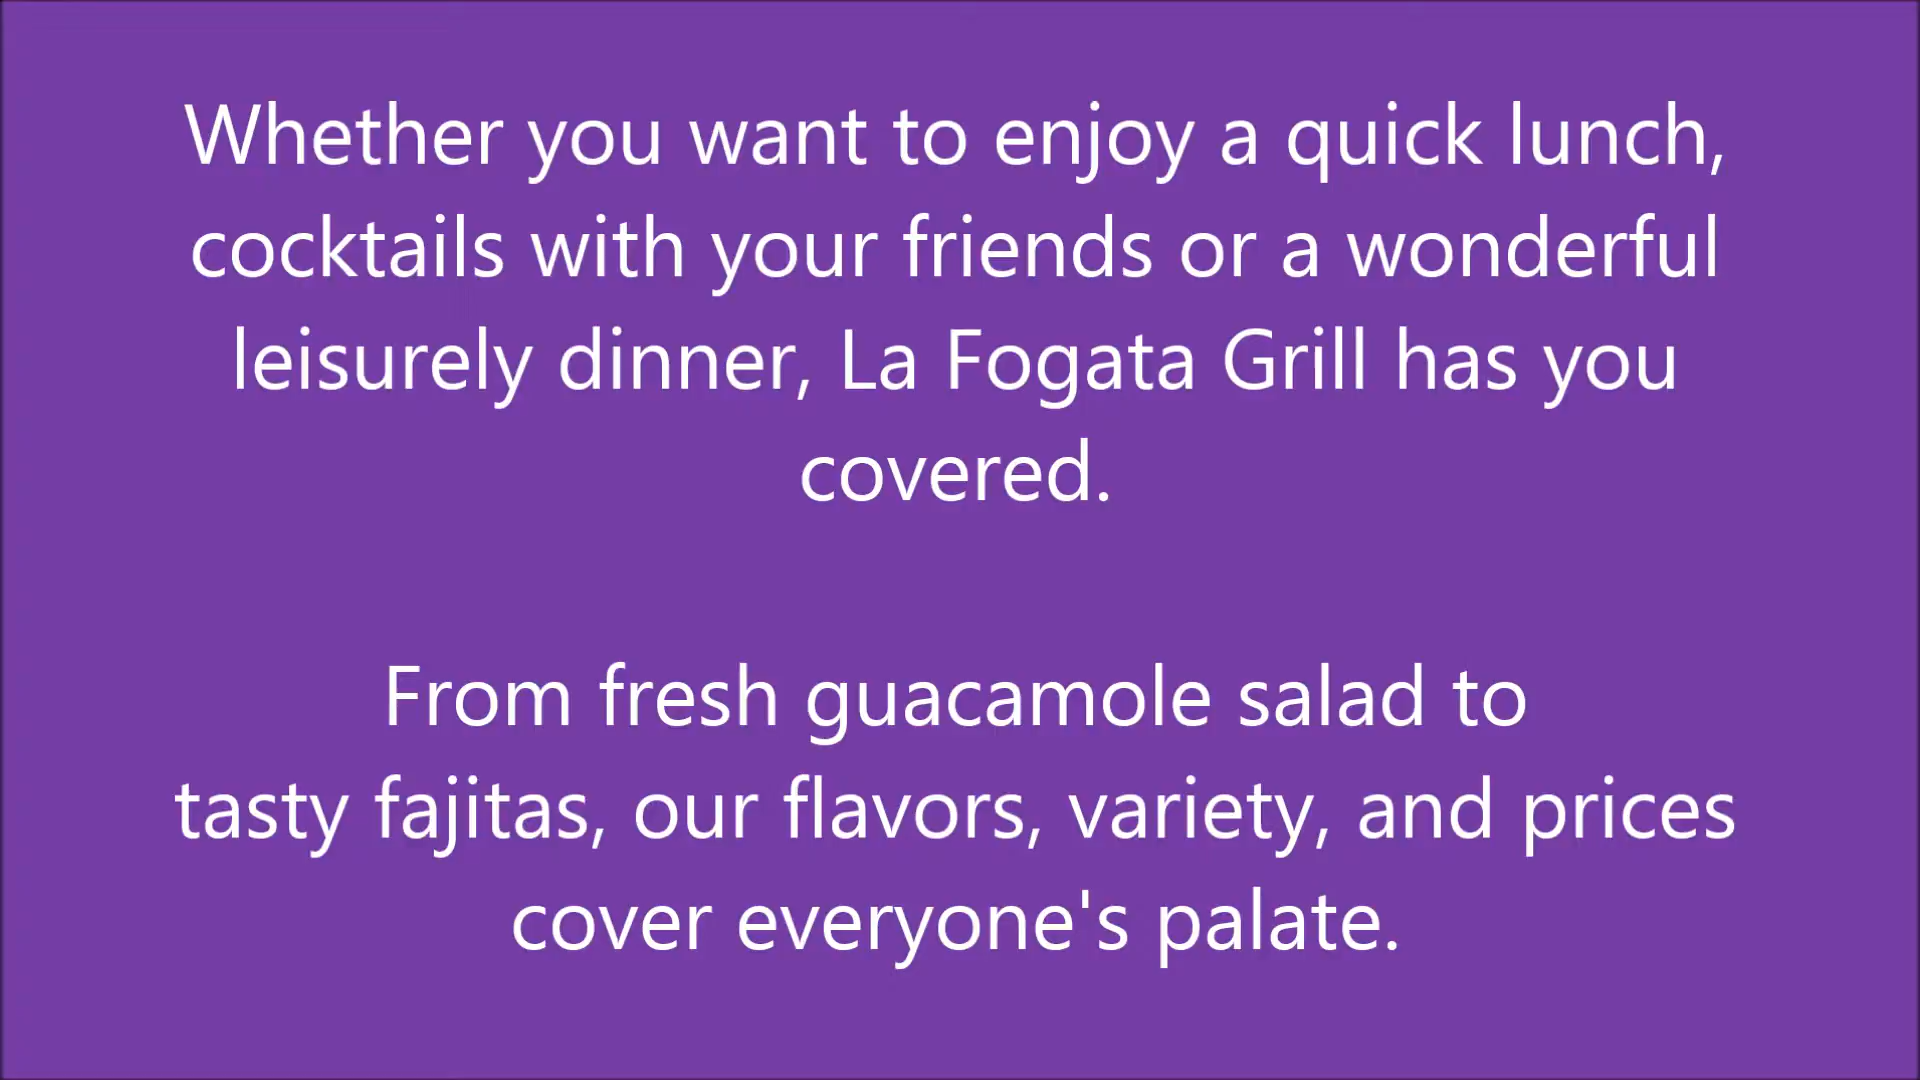 Whether you want to enjoy a quick lunch,
cocktails with your friends or a wonderful
leisurely dinner, La Fogata Grill has you
covered.
From fresh guacamole salad to
tasty fajitas, our flavors, variety, and prices
cover everyone's palate.